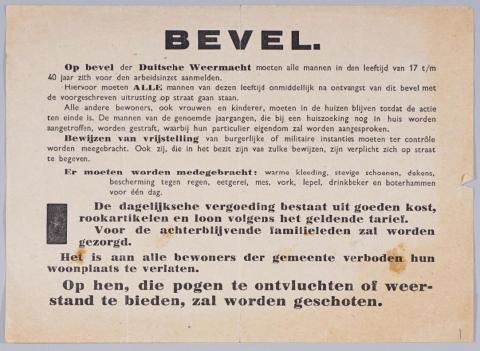 BEVEL.
Op bevel der Duitsche Weermacht moeten alle mannen in den leeftijd van 17 t/m
40 jaar zich voor den arbeidsinzet aanmelden.
Hiervoor moeten ALLE mannen van dezen leeftijd onmiddellijk na ontvangst van dit bevel met
de voorgeschreven uitrusting op straat gaan staan.
Alle andere bewoners, ook vrouwen en kinderen, moeten in de huizen blijven totdat de actie
ten einde is. De mannen van de genoemde jaargangen, die bij een huiszoeking nog in huis worden
aangetroffen, worden gestraft, waarbij hun particulier eigendom zal worden aangesproken.
Bewijzen van vrijstelling van burgerlijke of militaire instanties moeten ter contrôle
worden meegebracht. Ook zij, die in het bezit zijn van zulke bewijzen, zijn verplicht zich op straat
te begeven.
Er moeten worden medegebracht: warme kleeding, stevige schoenen, dekens,
bescherming tegen regen, eetgerei, mes, vork, lepel, drinkbeker en boterhammen
voor één dag.
De dagelijksche vergoeding bestaat uit goeden kost,
rookartikelen en loon volgens het geldende tarief.
Voor de achterblijvende familieleden zal worden
gezorgd.
Het is aan alle bewoners der gemeente verboden hun
woonplaats te verlaten.
Op hen, die pogen te ontvluchten of weer-
stand te bieden, zal worden geschoten.